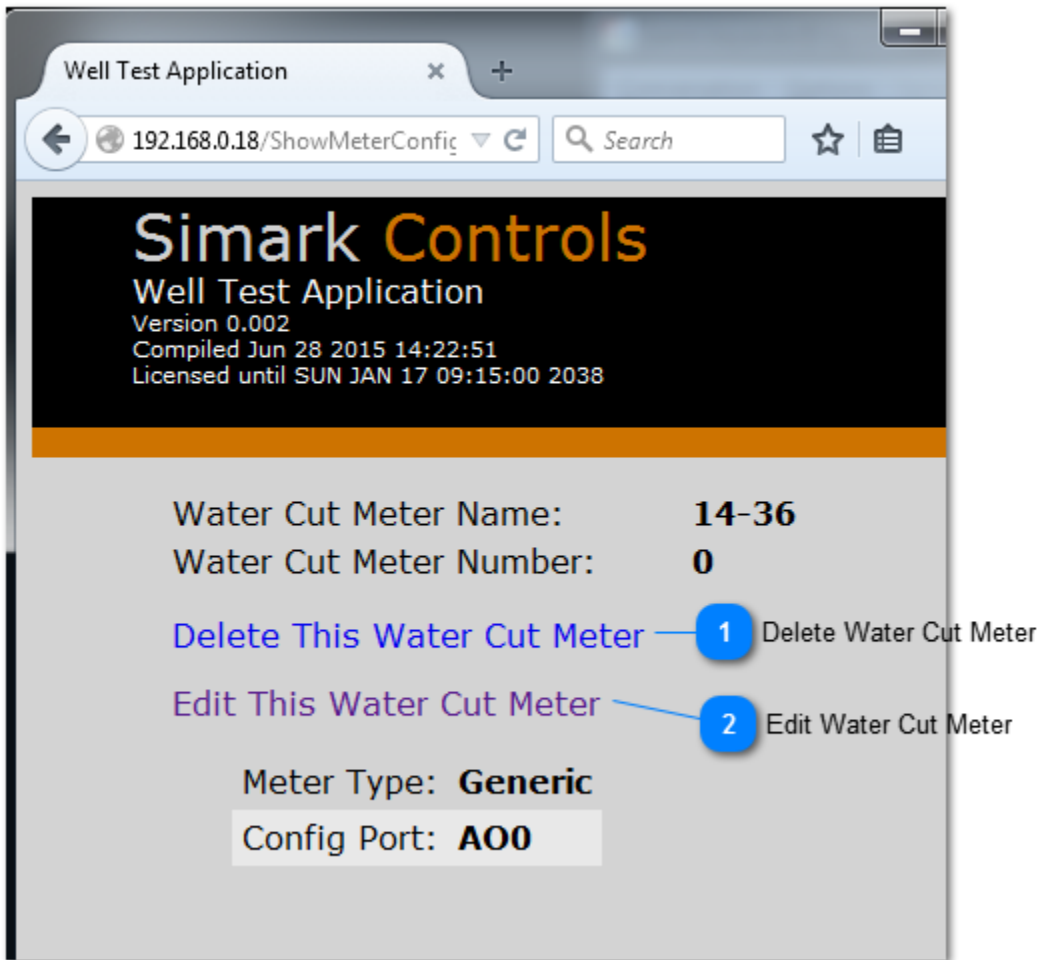 Well Test Application
192.168.0.18/ShowMeterConfig
Search
Simark Controls
Well Test Application
Version 0.002
Compiled Jun 28 2015 14:22:51
Licensed until SUN JAN 17 09:15:00 2038
Water Cut Meter Name: 14-36
Water Cut Meter Number: 0
Delete This Water Cut Meter 1 Delete Water Cut Meter
Edit This Water Cut Meter 2 Edit Water Cut Meter
Meter Type: Generic
Config Port: AO0